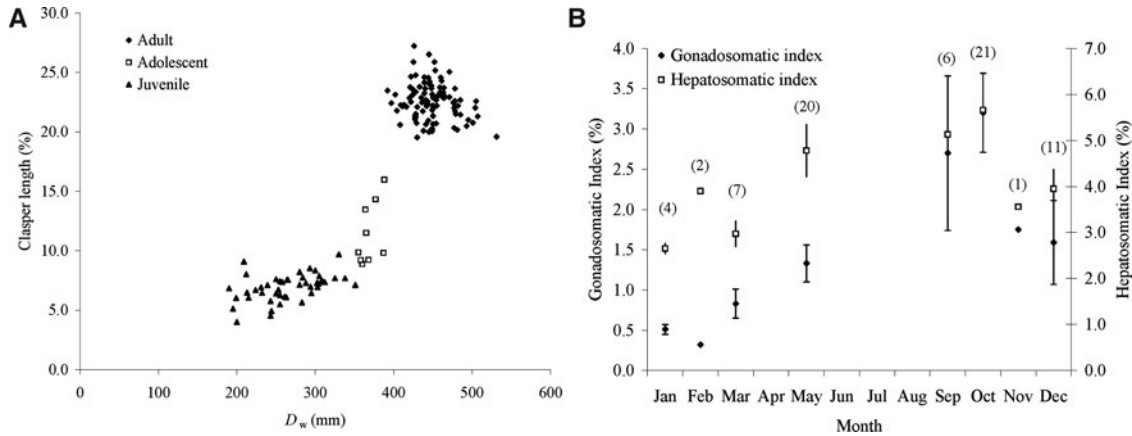 A
30.0
25.0
20.0
15.0
10.0
5.0
0.0
Clasper length (%)
Adult
Adolescent
Juvenile
0 100 200 300 400 500 600
Dw (mm)
B
4.0
3.5
3.0
2.5
2.0
1.5
1.0
0.5
0.0
Gonadosomatic Index (%)
Gonadosomatic index
Hepatosomatic index
(4)
(2)
(7)
(20)
(6)
(21)
(1)
(11)
7.0
6.0
5.0
4.0
3.0
2.0
1.0
0.0
Hepatosomatic Index (%)
Jan Feb Mar Apr May Jun Jul Aug Sep Oct Nov Dec
Month